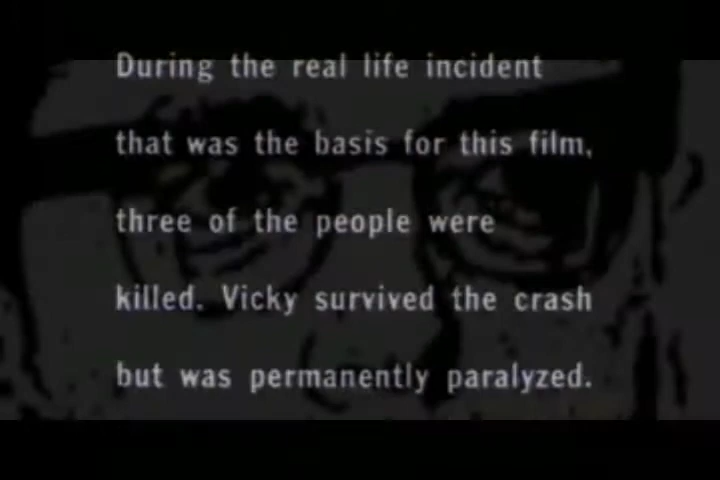 During the real life incident
that was the basis for this film,
three of the people were
killed. Vicky survived the crash
but was permanently paralyzed.